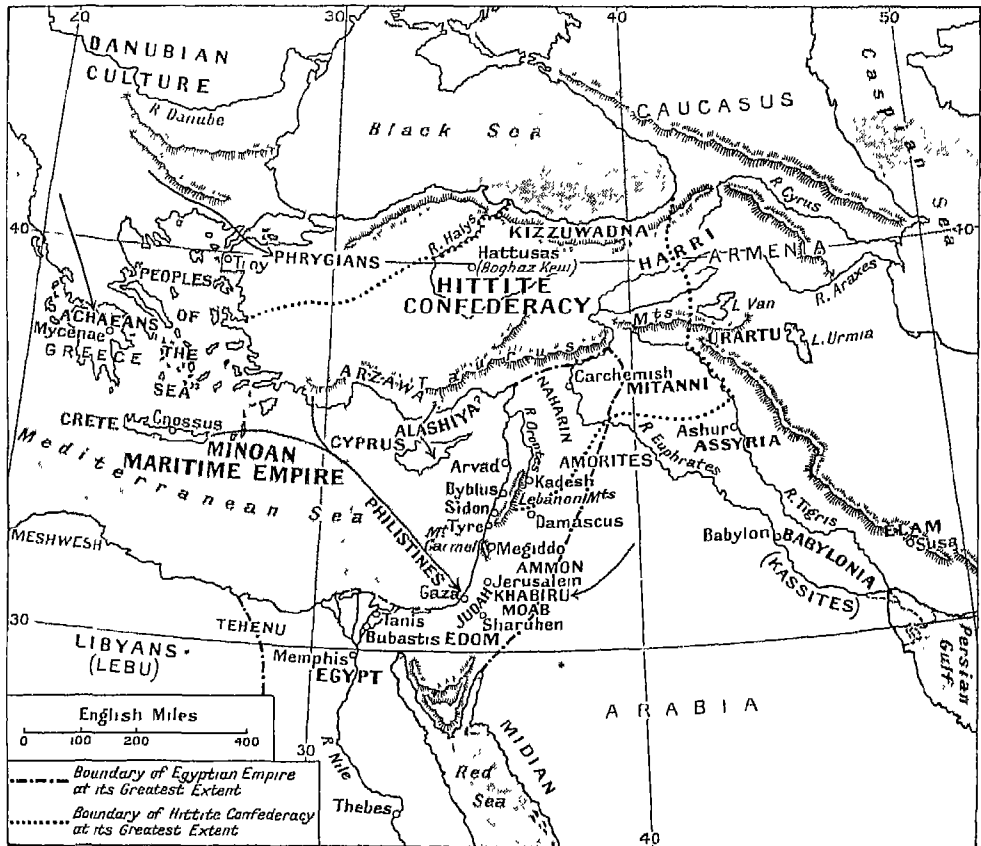 20
30
40
50
DANUBIAN
CULTURE
R Danube
Black Sea
CAUCASUS
Caspian Sea
40
R. Cyrus
KIZZUWADNA
R. Halys
HARRI
ARMENIA
40
PHRYGIANS
Troy
Hattusas
(Boghaz Keui)
HITTITE
CONFEDERACY
R. Araxes
PEOPLES
OF
THE
SEA
ACHAEANS
Mycenae
GREECE
L. Van
Mts
URARTU
L. Urmia
ARZAWA
Taurus
Carchemish
MITANNI
NAHARIN
ALASHIYA?
CYPRUS
R Orontes
CRETE
Cnossus
MINOAN
MARITIME EMPIRE
Mediterranean Sea
Ashur
ASSYRIA
R Euphrates
AMORITES
Arvad
Kadesh
Byblus
Lebanon Mts
Sidon
Damascus
Tyre
R. Tigris
ELAM
Susa
MESHWESH
PHILISTINES
Mt
Carmel
Megiddo
Babylon
BABYLONIA
(KASSITES)
AMMON
Jerusalem
Gaza
KHABIRU
JUDAH
MOAB
Sharuhen
30
TEHENU
Tanis
Bubastis
EDOM
LIBYANS
(LEBU)
Memphis
EGYPT
Persian
Gulf
ARABIA
MIDIAN
English Miles
0 100 200 400
30
R Nile
Red
Sea
Boundary of Egyptian Empire
at its Greatest Extent
Thebes
Boundary of Hittite Confederacy
at its Greatest Extent
40